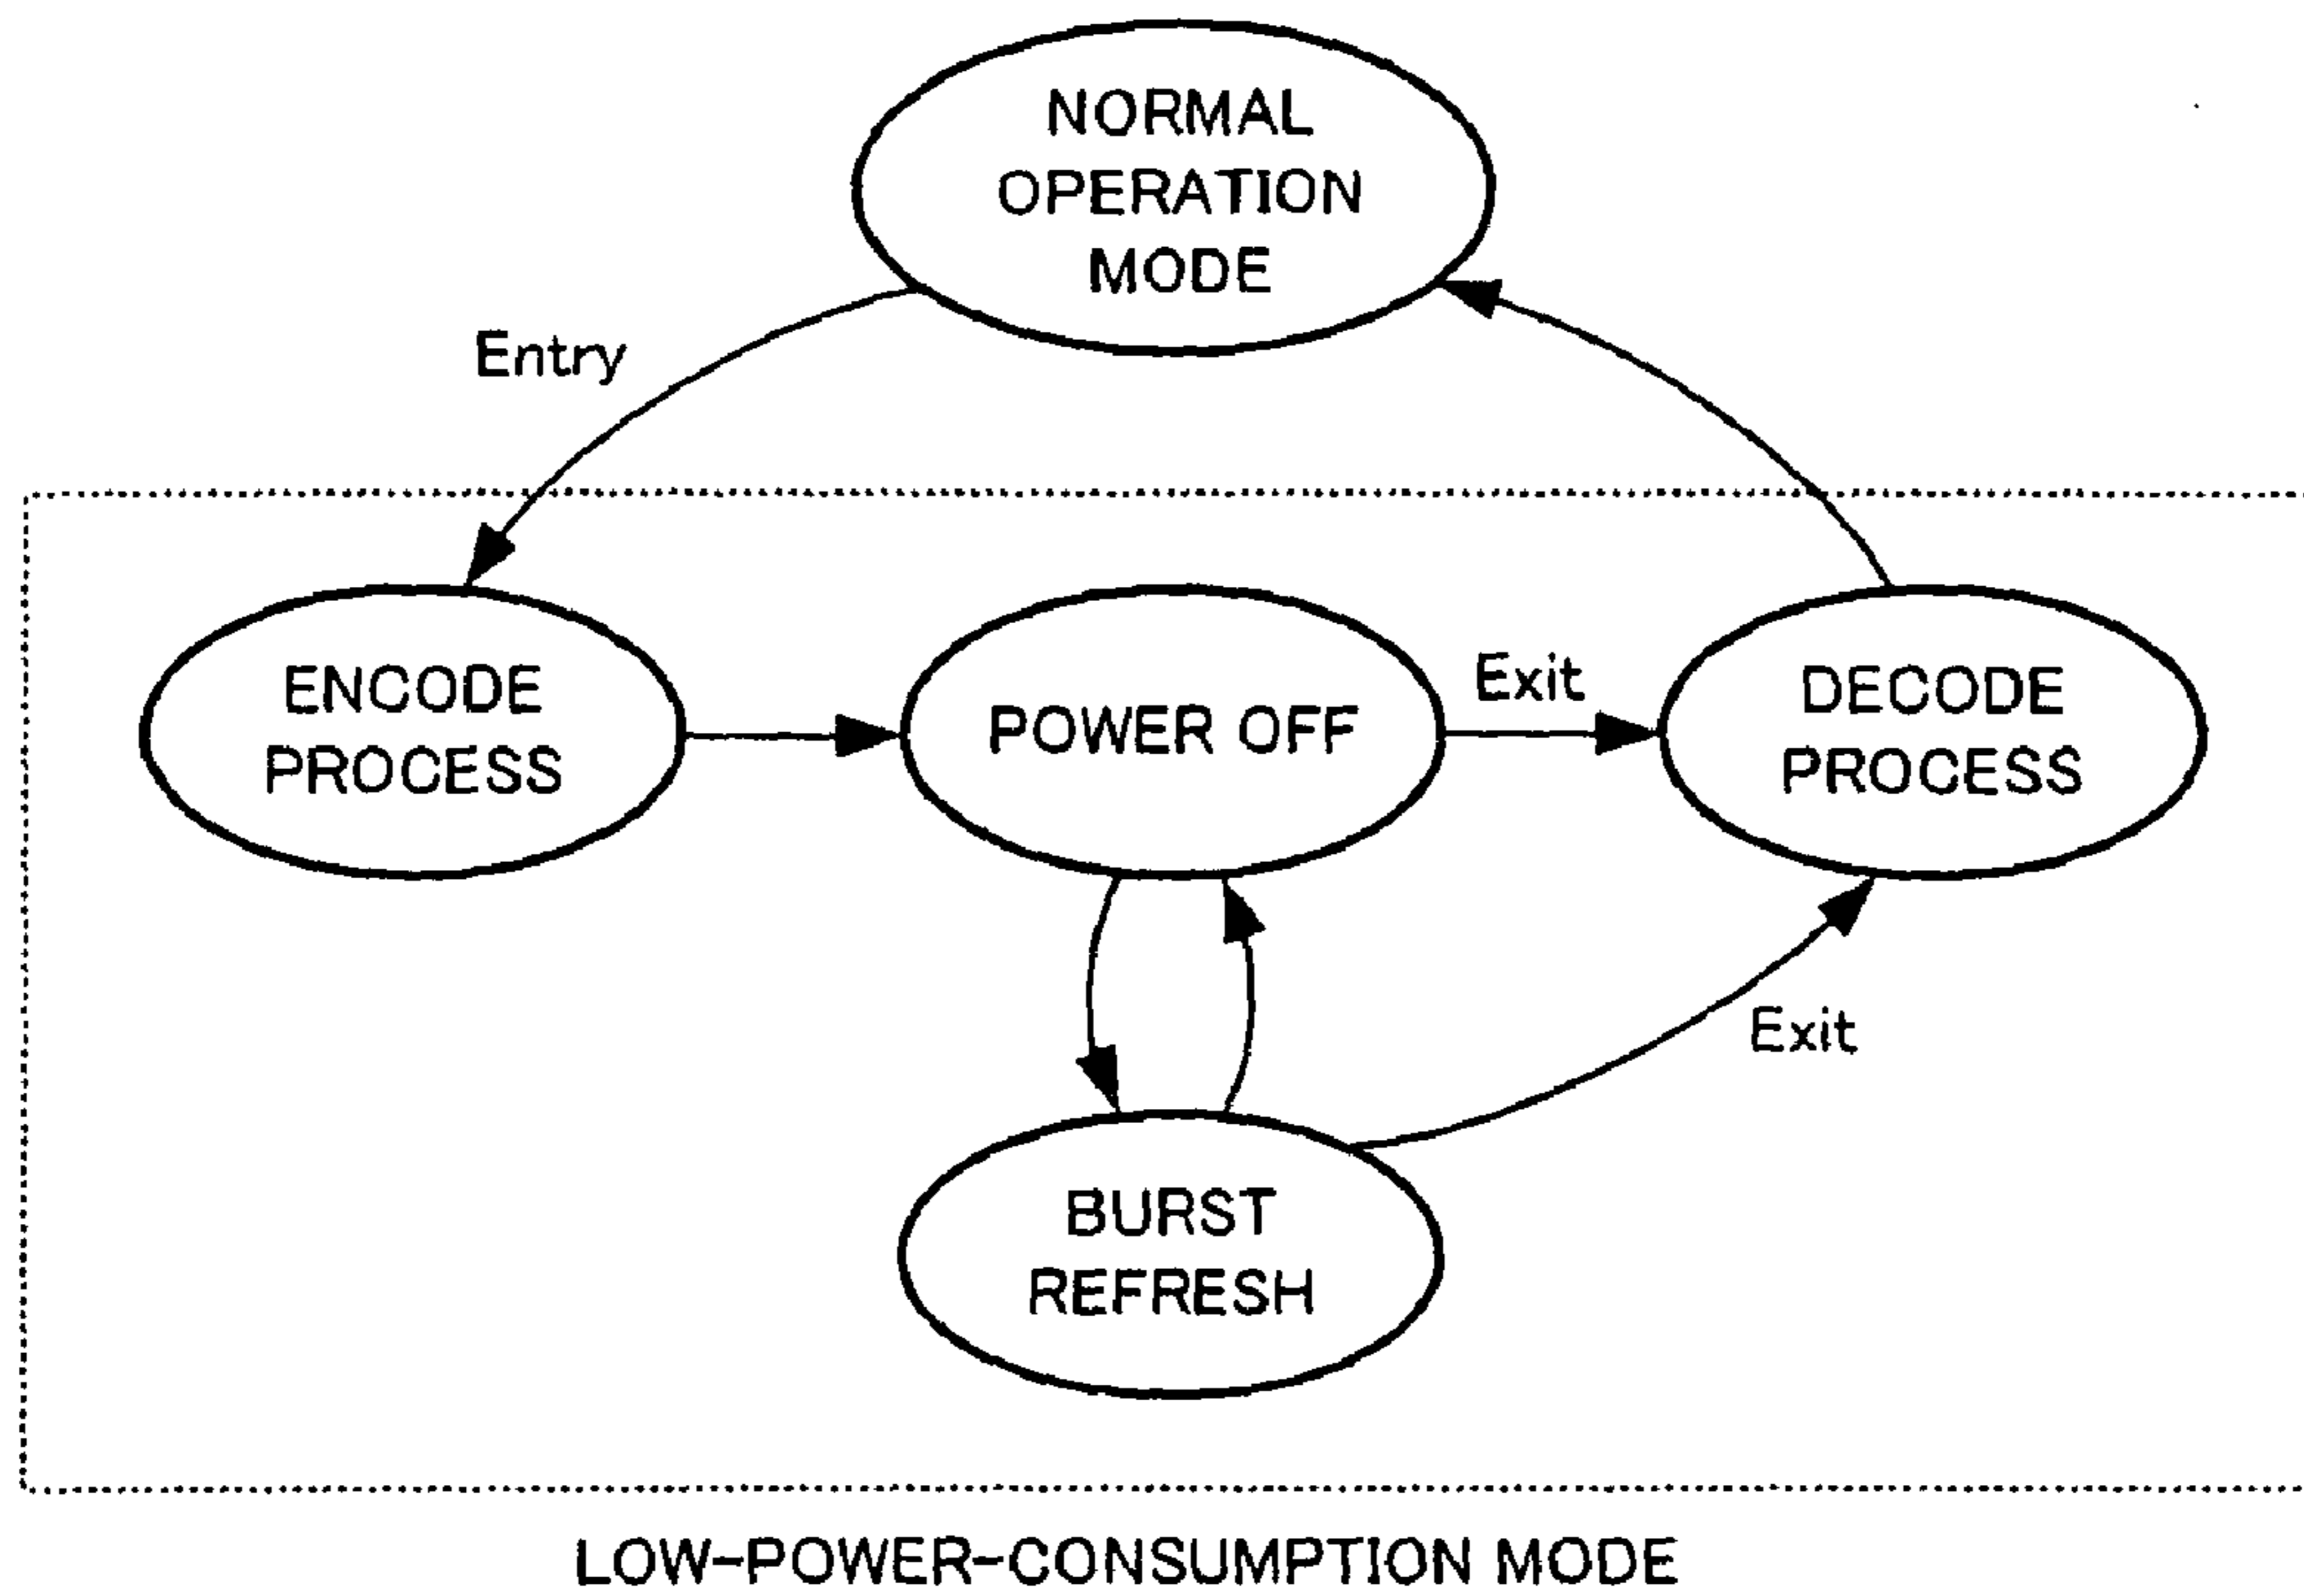 NORMAL
OPERATION
MODE
Entry
ENCODE
PROCESS
POWER OFF
Exit
DECODE
PROCESS
Exit
BURST
REFRESH
LOW-POWER-CONSUMPTION MODE